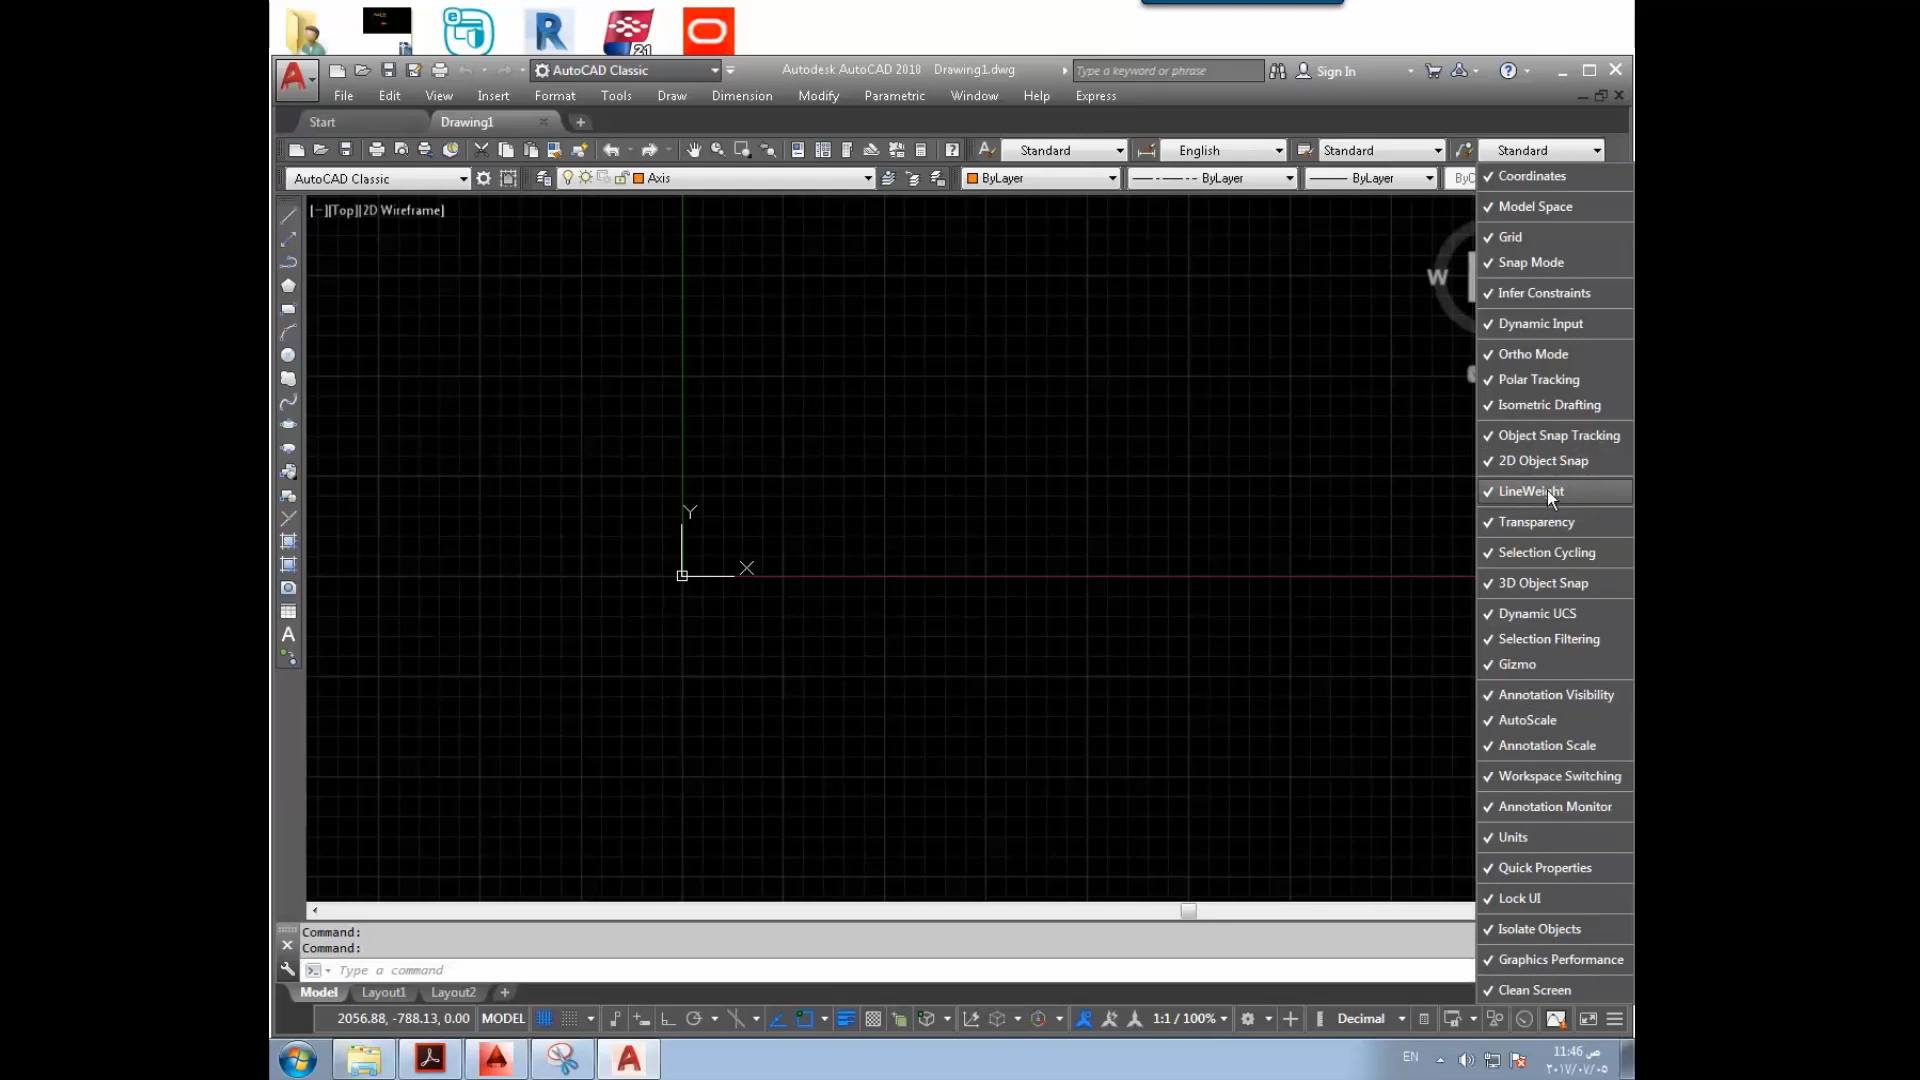 21
AutoCAD Classic
Autodesk AutoCAD 2018 Drawing1.dwg
Type a keyword or phrase
Sign In
File Edit View Insert Format Tools Draw Dimension Modify Parametric Window Help Express
Start
Drawing1
Standard English Standard Standard
AutoCAD Classic
Axis
ByLayer ByLayer ByLayer ByC
[−][Top][2D Wireframe]
W
Y
X
Coordinates
Model Space
Grid
Snap Mode
Infer Constraints
Dynamic Input
Ortho Mode
Polar Tracking
Isometric Drafting
Object Snap Tracking
2D Object Snap
LineWeight
Transparency
Selection Cycling
3D Object Snap
Dynamic UCS
Selection Filtering
Gizmo
Annotation Visibility
AutoScale
Annotation Scale
Workspace Switching
Annotation Monitor
Units
Quick Properties
Lock UI
Isolate Objects
Graphics Performance
Clean Screen
Command:
Command:
Type a command
Model Layout1 Layout2
2056.88, -788.13, 0.00 MODEL 1:1 / 100% Decimal
EN
11:46 ص
٢٠١٧/٠٧/٠٥